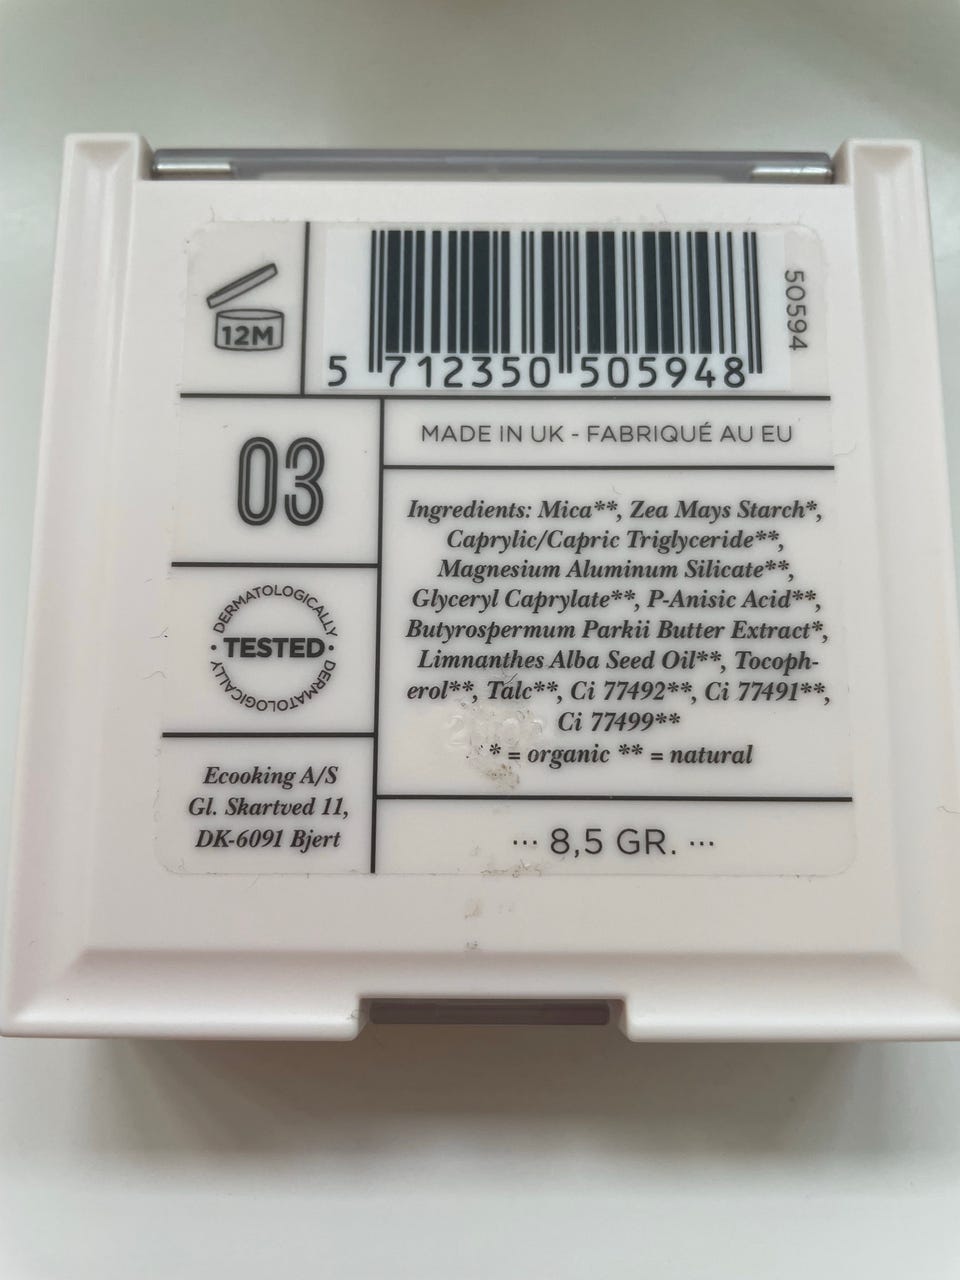 12M
5 712350 505948
50594
03
MADE IN UK - FABRIQUÉ AU EU
DERMATOLOGICALLY
· TESTED ·
DERMATOLOGICALLY
Ingredients: Mica**, Zea Mays Starch*,
Caprylic/Capric Triglyceride**,
Magnesium Aluminum Silicate**,
Glyceryl Caprylate**, P-Anisic Acid**,
Butyrospermum Parkii Butter Extract*,
Limnanthes Alba Seed Oil**, Tocoph-
erol**, Talc**, Ci 77492**, Ci 77491**,
Ci 77499**
* = organic ** = natural
Ecooking A/S
Gl. Skartved 11,
DK-6091 Bjert
··· 8,5 GR. ···